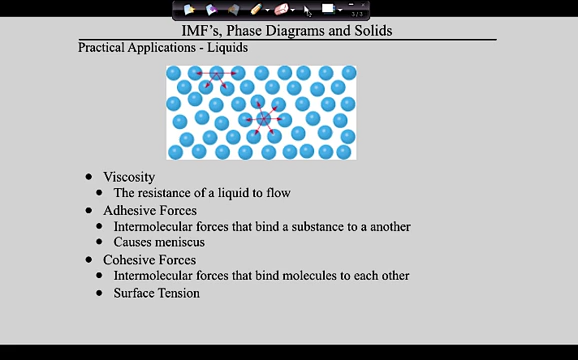 3/3
IMF's, Phase Diagrams and Solids
Practical Applications - Liquids
Viscosity
The resistance of a liquid to flow
Adhesive Forces
Intermolecular forces that bind a substance to a another
Causes meniscus
Cohesive Forces
Intermolecular forces that bind molecules to each other
Surface Tension